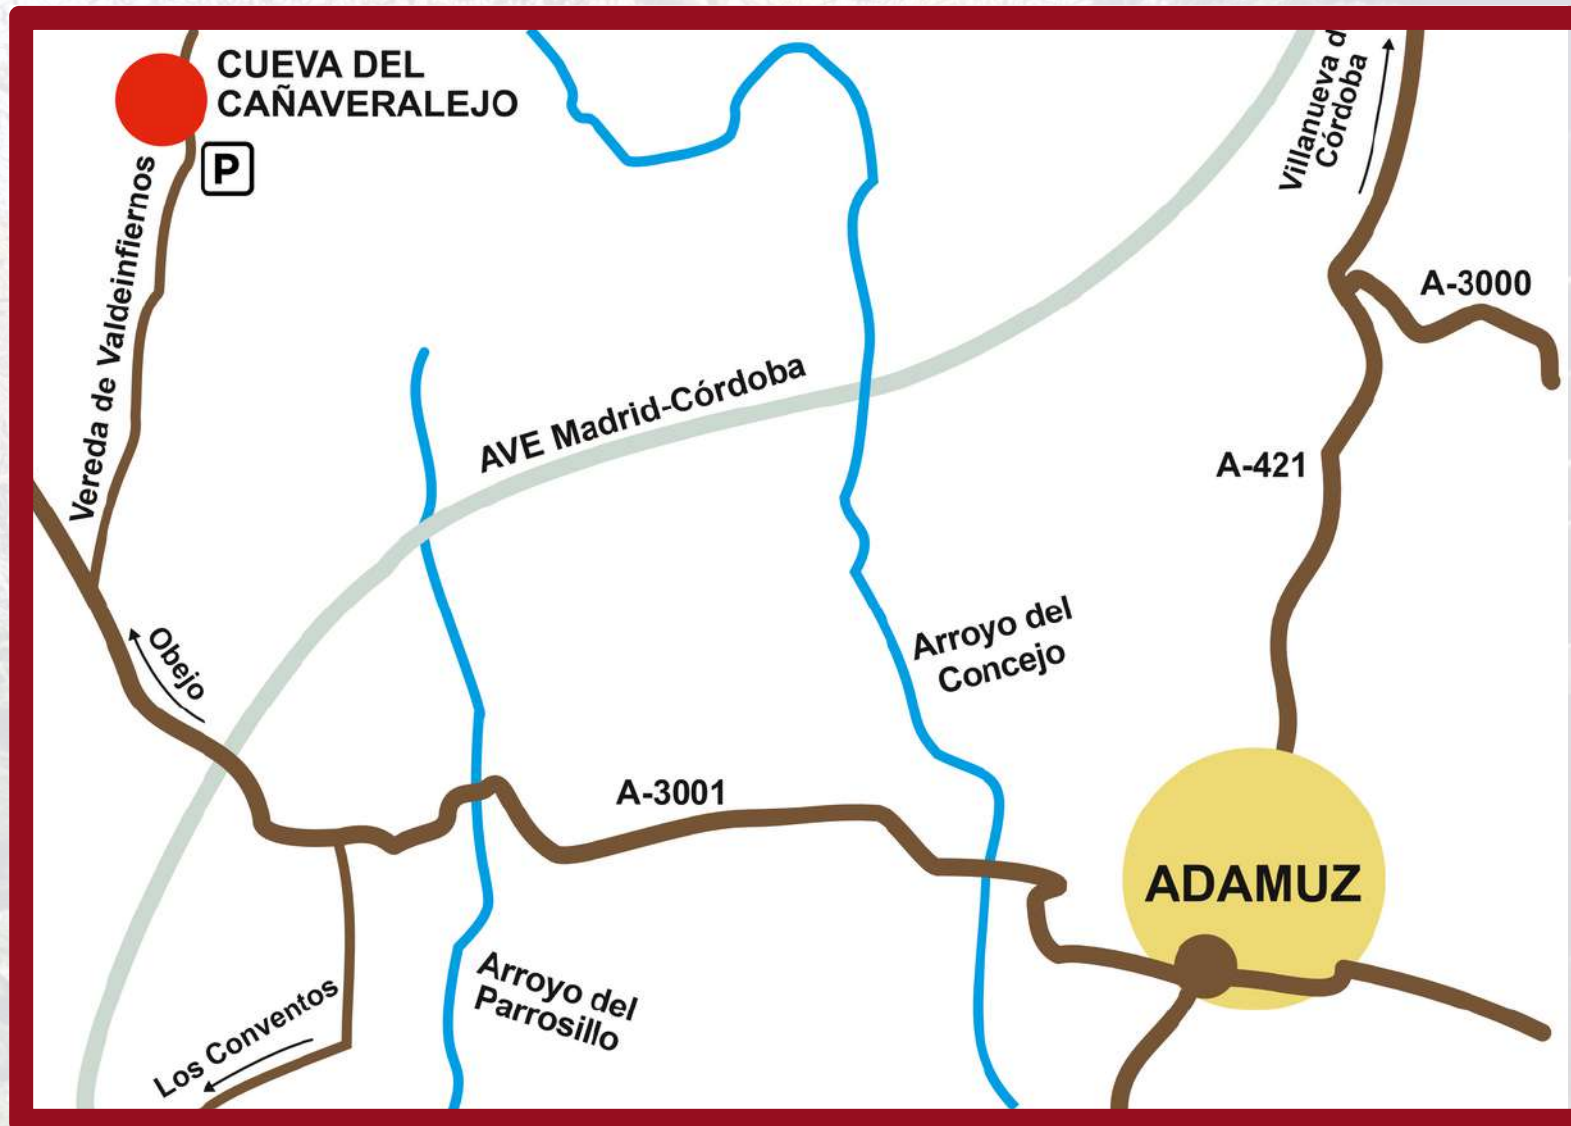 CUEVA DEL
CAÑAVERALEJO
P
Villanueva d
Córdoba
Vereda de Valdeinfiernos
A-3000
AVE Madrid-Córdoba
A-421
Obejo
Arroyo del
Concejo
A-3001
ADAMUZ
Arroyo del
Parrosillo
Los Conventos